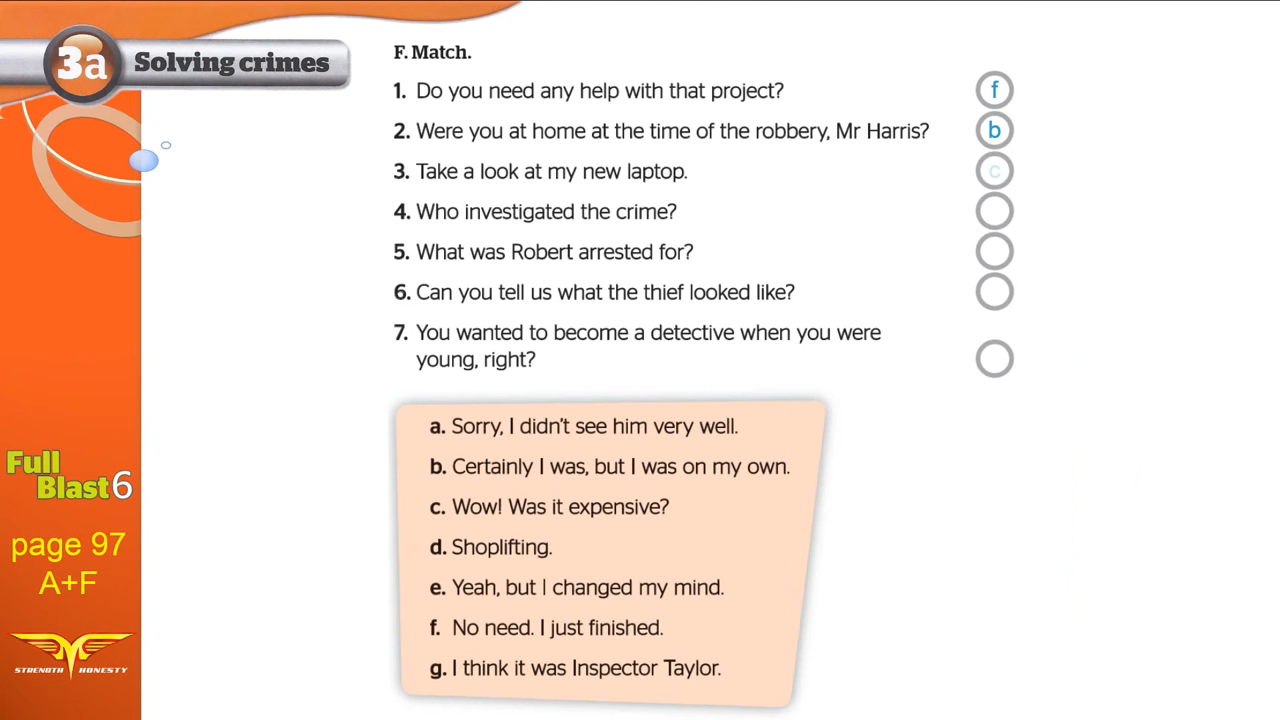 3a Solving crimes
F. Match.
1. Do you need any help with that project? f
2. Were you at home at the time of the robbery, Mr Harris? b
3. Take a look at my new laptop. c
4. Who investigated the crime?
5. What was Robert arrested for?
6. Can you tell us what the thief looked like?
7. You wanted to become a detective when you were
young, right?
a. Sorry, I didn't see him very well.
b. Certainly I was, but I was on my own.
c. Wow! Was it expensive?
d. Shoplifting.
e. Yeah, but I changed my mind.
f. No need. I just finished.
g. I think it was Inspector Taylor.
Full
Blast 6
page 97
A+F
STRENGTH HONESTY